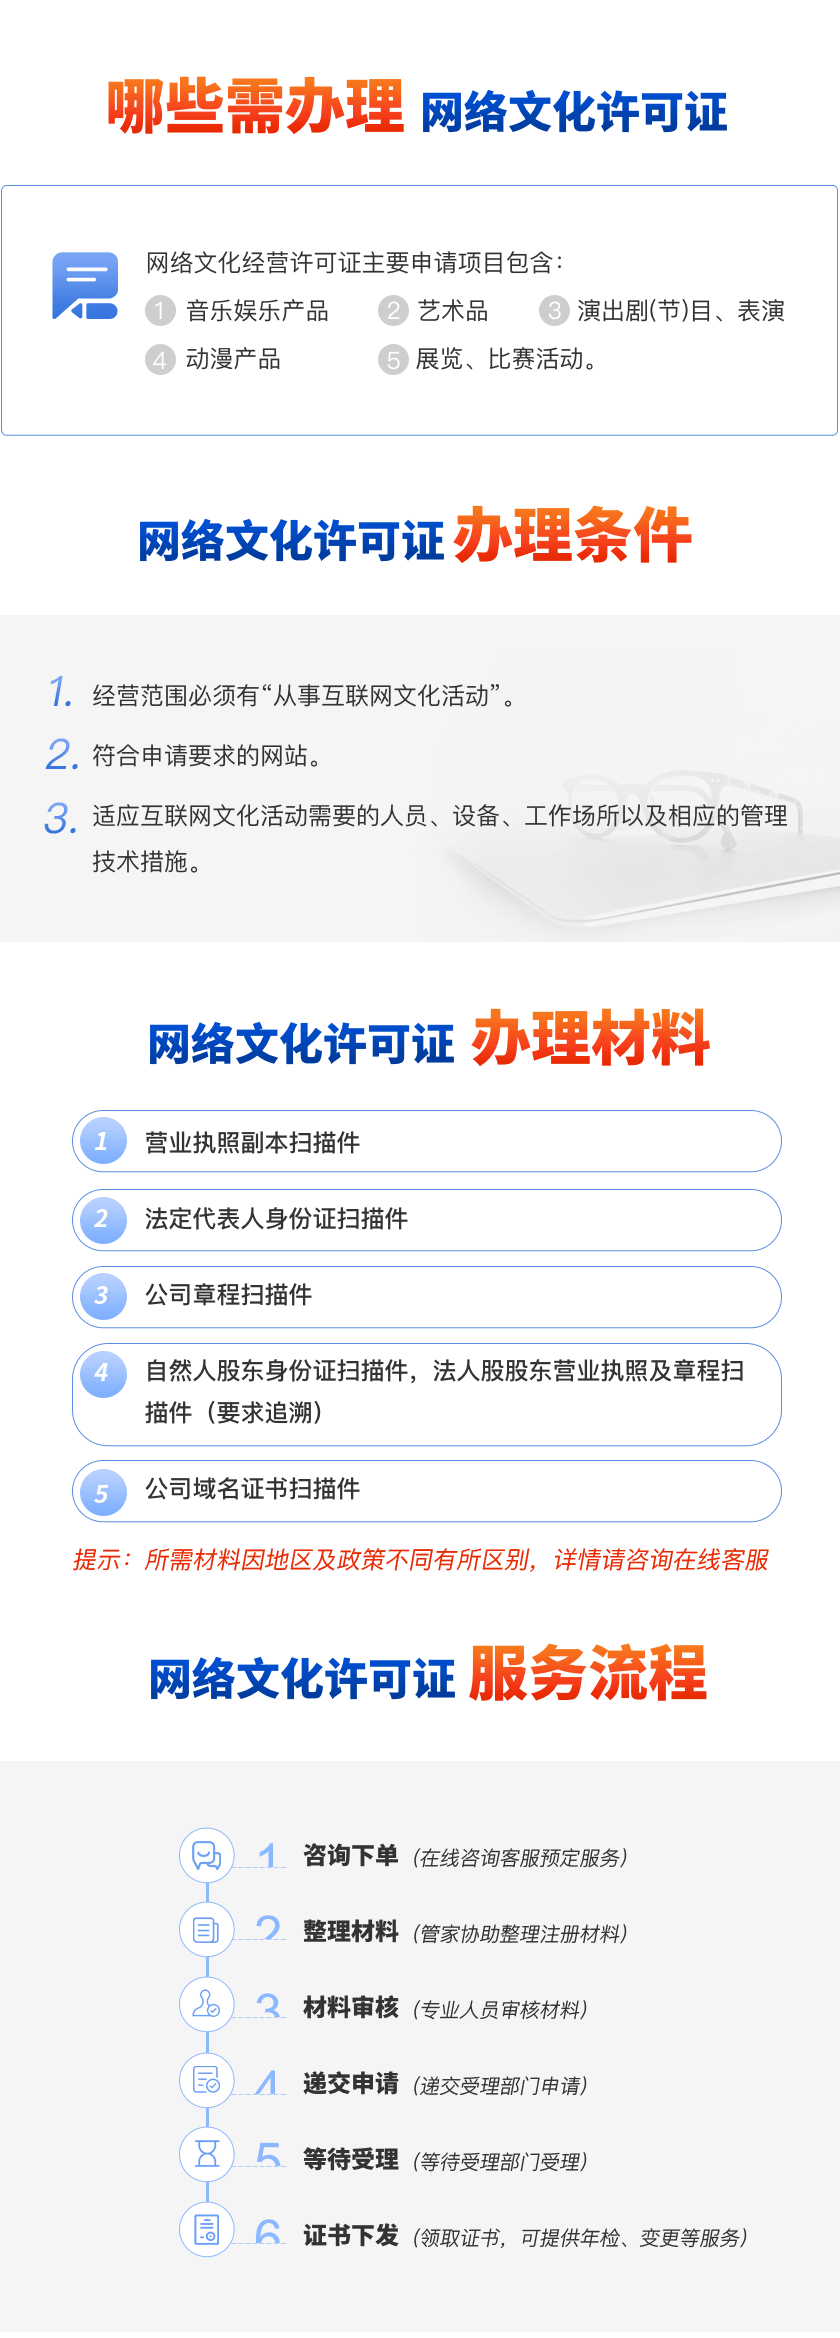 哪些需办理 网络文化许可证
网络文化经营许可证主要申请项目包含：
1 音乐娱乐产品 2 艺术品 3 演出剧(节)目、表演
4 动漫产品 5 展览、比赛活动。
网络文化许可证 办理条件
1. 经营范围必须有“从事互联网文化活动”。
2. 符合申请要求的网站。
3. 适应互联网文化活动需要的人员、设备、工作场所以及相应的管理
技术措施。
网络文化许可证 办理材料
1 营业执照副本扫描件
2 法定代表人身份证扫描件
3 公司章程扫描件
4 自然人股东身份证扫描件，法人股股东营业执照及章程扫
描件（要求追溯）
5 公司域名证书扫描件
提示：所需材料因地区及政策不同有所区别，详情请咨询在线客服
网络文化许可证 服务流程
1 咨询下单（在线咨询客服预定服务）
2 整理材料（管家协助整理注册材料）
3 材料审核（专业人员审核材料）
4 递交申请（递交受理部门申请）
5 等待受理（等待受理部门受理）
6 证书下发（领取证书，可提供年检、变更等服务）